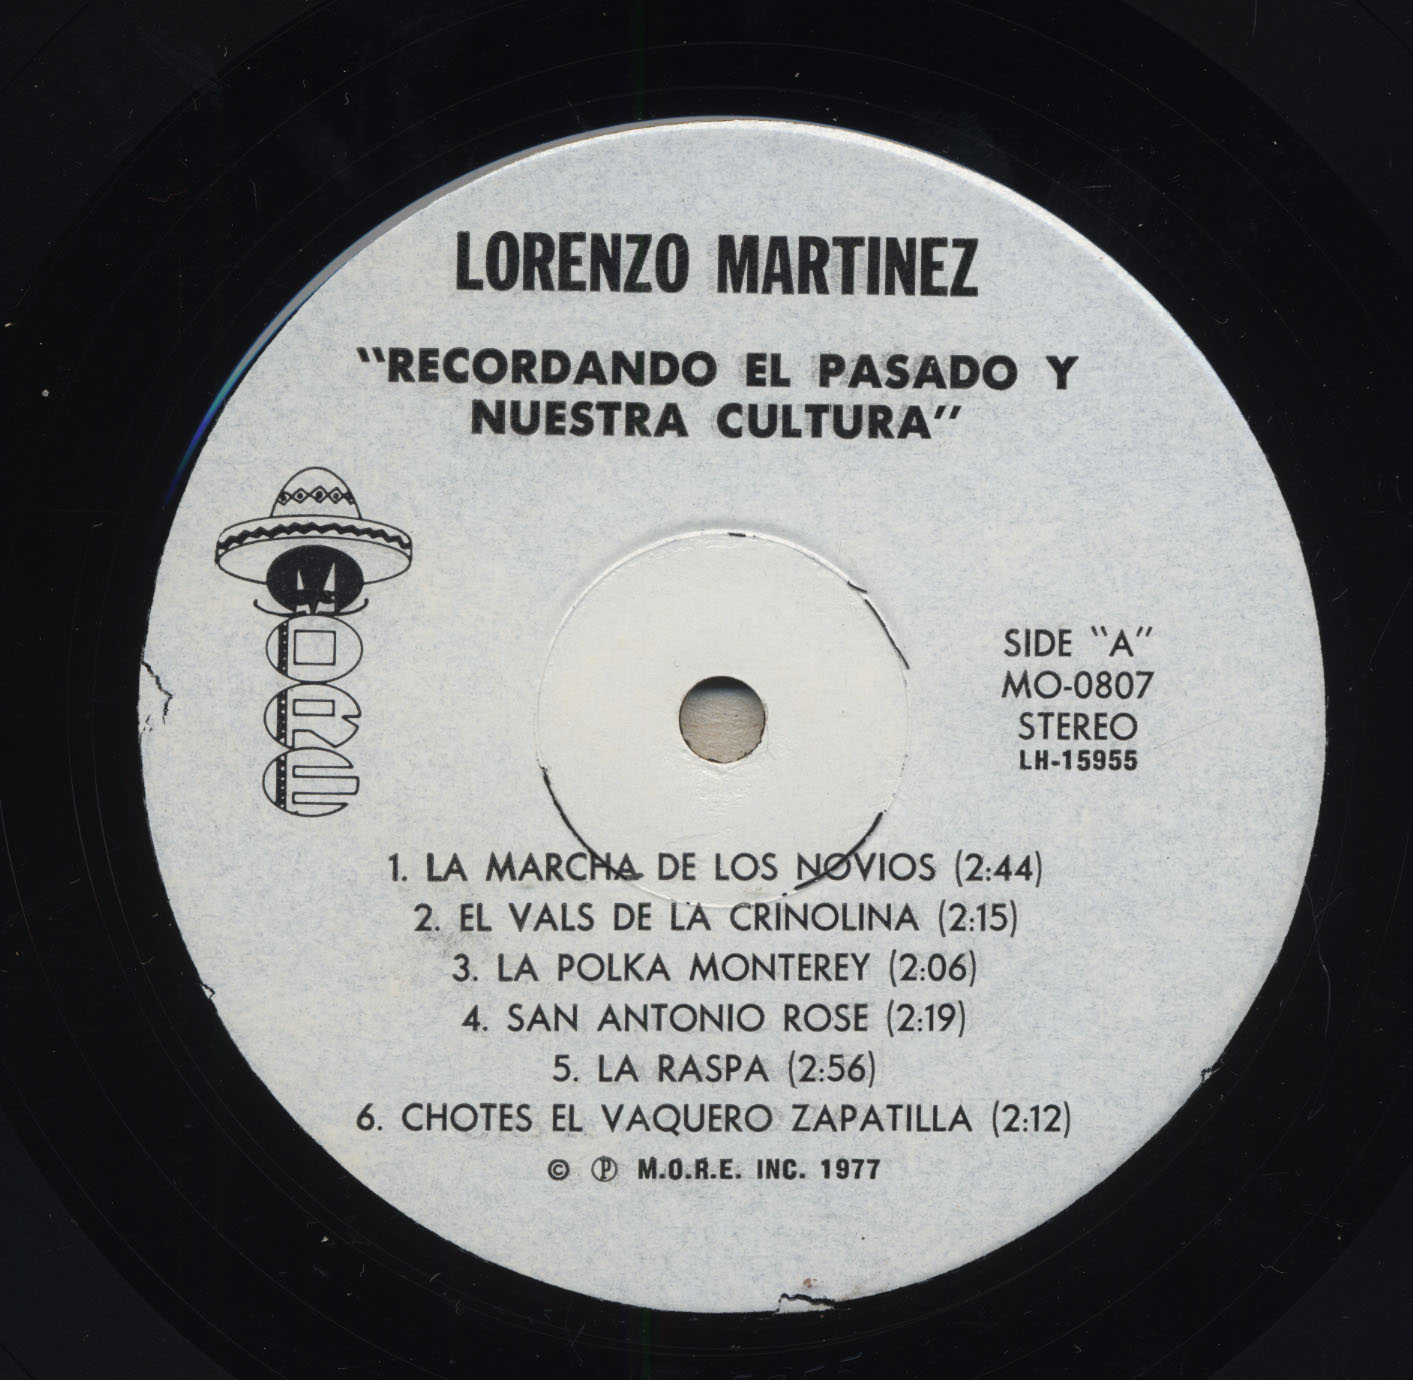 LORENZO MARTINEZ
"RECORDANDO EL PASADO Y
NUESTRA CULTURA"
MORE
SIDE "A"
MO-0807
STEREO
LH-15955
1. LA MARCHA DE LOS NOVIOS (2:44)
2. EL VALS DE LA CRINOLINA (2:15)
3. LA POLKA MONTEREY (2:06)
4. SAN ANTONIO ROSE (2:19)
5. LA RASPA (2:56)
6. CHOTES EL VAQUERO ZAPATILLA (2:12)
© ℗ M.O.R.E. INC. 1977